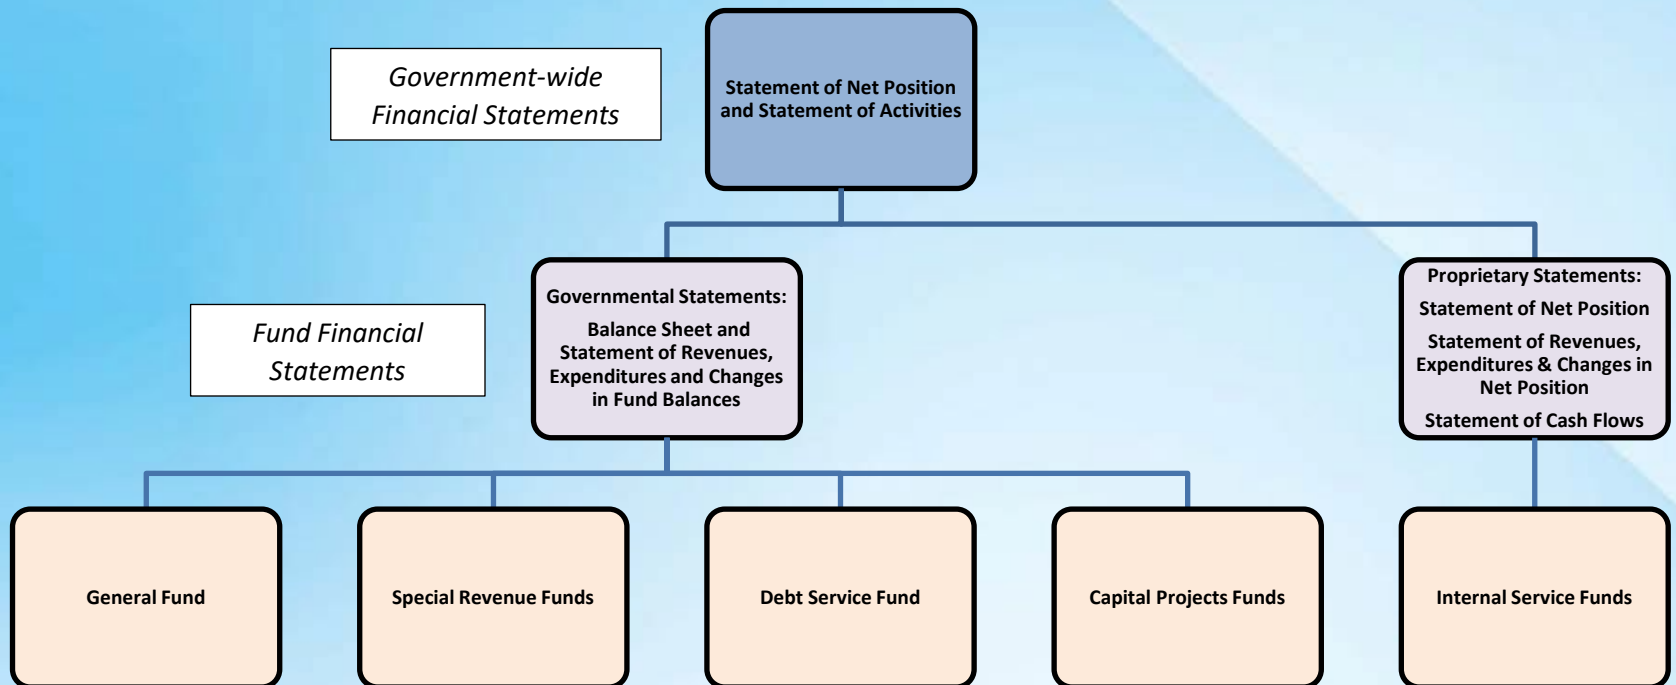 Government-wide
Financial Statements
Statement of Net Position
and Statement of Activities
Fund Financial
Statements
Governmental Statements:
Balance Sheet and
Statement of Revenues,
Expenditures and Changes
in Fund Balances
Proprietary Statements:
Statement of Net Position
Statement of Revenues,
Expenditures & Changes in
Net Position
Statement of Cash Flows
General Fund
Special Revenue Funds
Debt Service Fund
Capital Projects Funds
Internal Service Funds